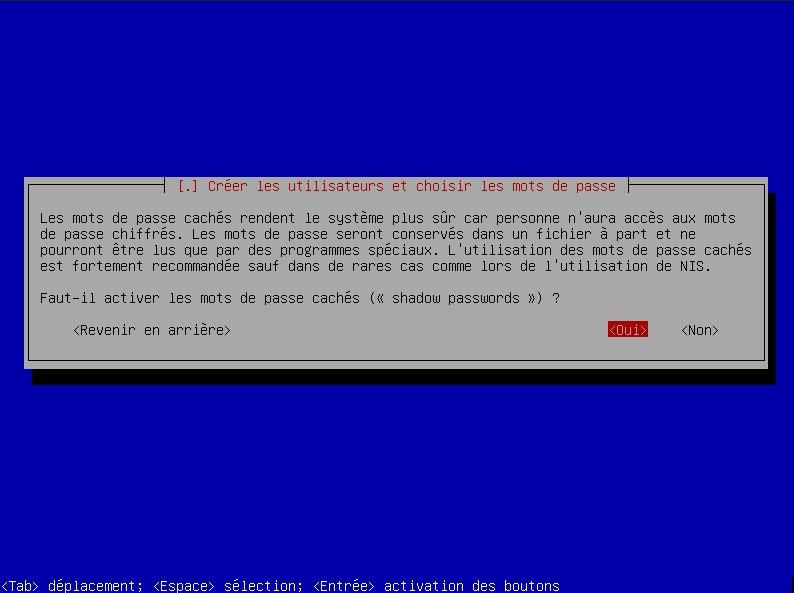 [.] Créer les utilisateurs et choisir les mots de passe
Les mots de passe cachés rendent le système plus sûr car personne n'aura accès aux mots
de passe chiffrés. Les mots de passe seront conservés dans un fichier à part et ne
pourront être lus que par des programmes spéciaux. L'utilisation des mots de passe cachés
est fortement recommandée sauf dans de rares cas comme lors de l'utilisation de NIS.
Faut-il activer les mots de passe cachés (« shadow passwords ») ?
<Revenir en arrière> <Oui> <Non>
<Tab> déplacement; <Espace> sélection; <Entrée> activation des boutons